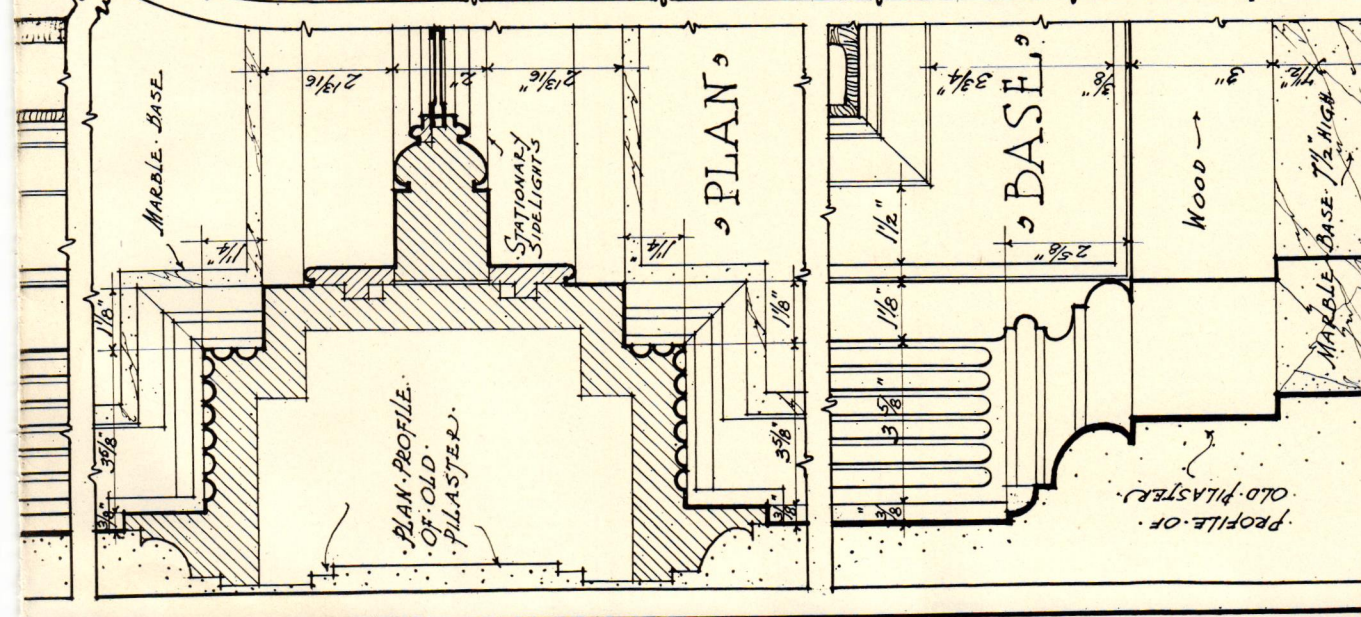 2 13/16
2"
2 13/16"
·MARBLE·BASE
1 1/4"
STATIONARY
SIDELIGHTS
1 1/4
1 1/8"
1 1/8"
3 5/8"
3/8"
3 5/8"
3/8"
·PLAN·PROFILE·
·OF·OLD·
PILASTER·
PLAN
3 3/4"
3/8"
3"
7 1/2"
BASE
WOOD
MARBLE BASE 7 1/2" HIGH
1 1/2"
2 5/8"
1 1/8"
3 5/8"
3/8"
·PROFILE·OF·
OLD·PILASTER·